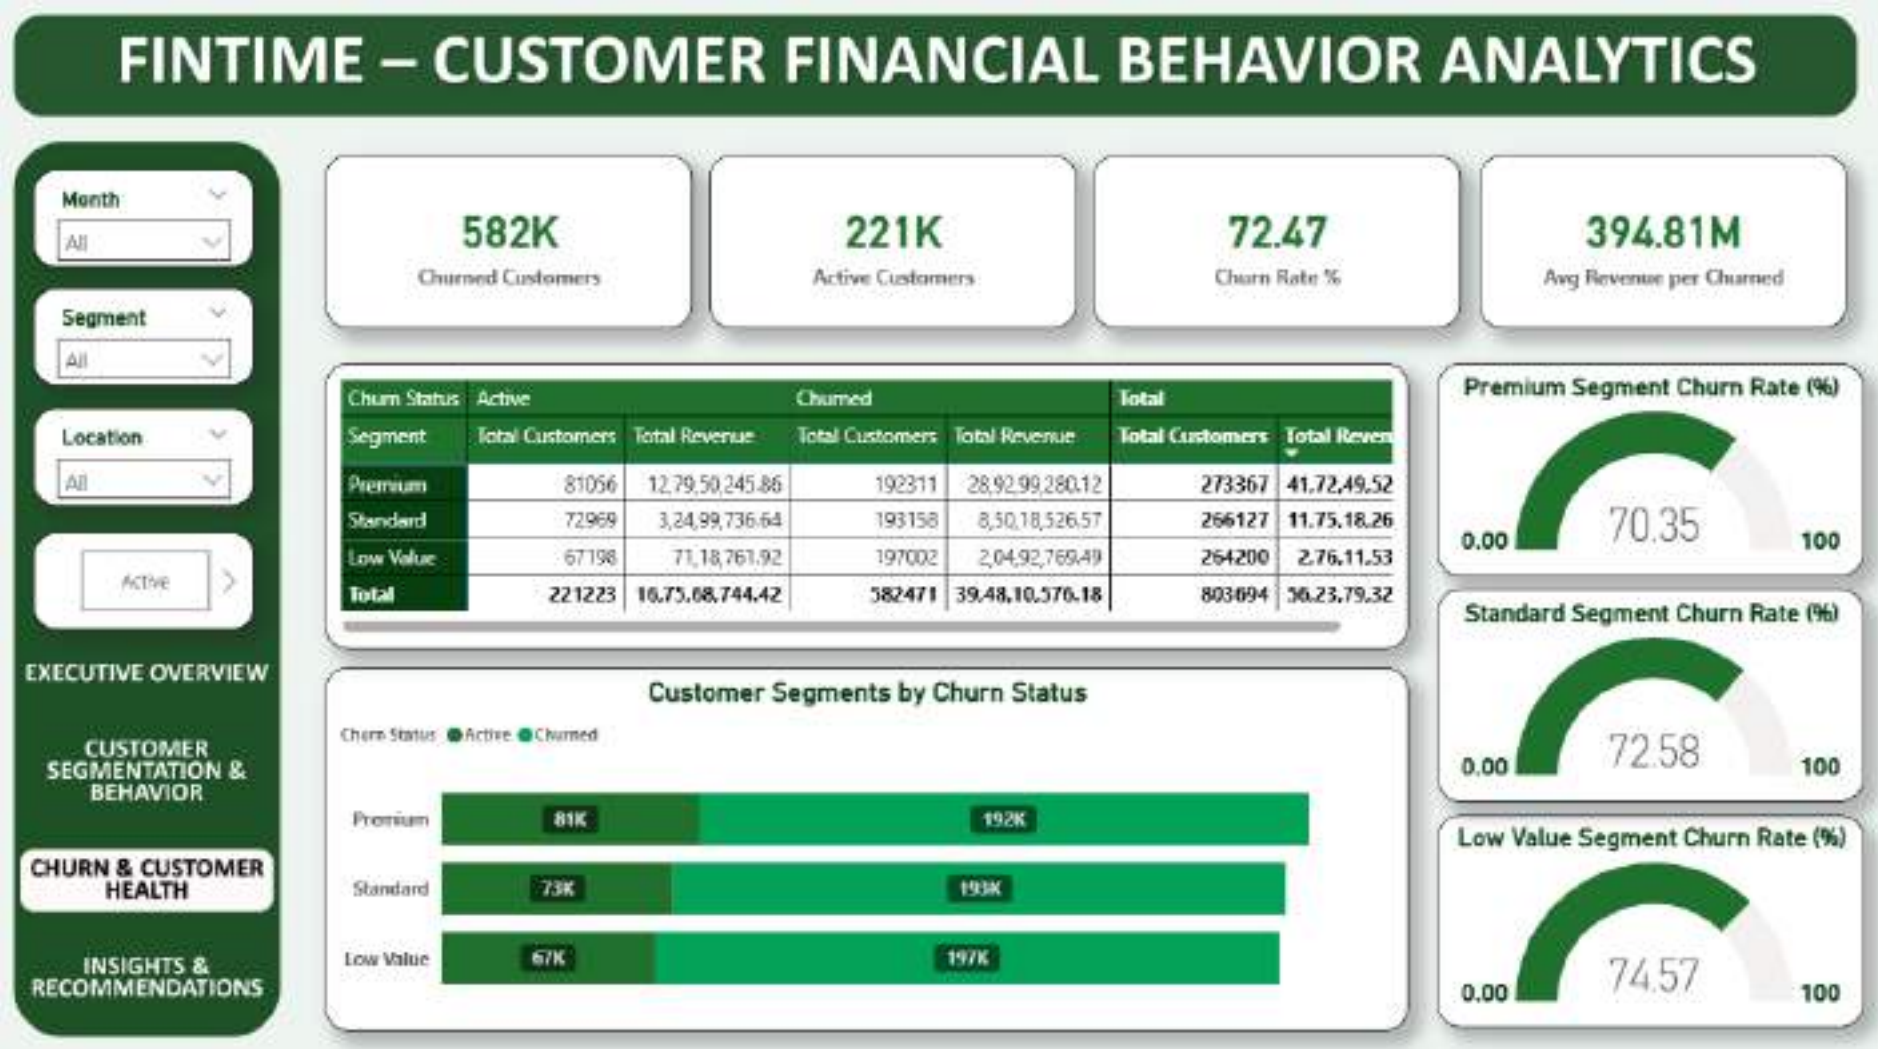 FINTIME – CUSTOMER FINANCIAL BEHAVIOR ANALYTICS
Month
All
Segment
All
Location
All
Active
EXECUTIVE OVERVIEW
CUSTOMER
SEGMENTATION &
BEHAVIOR
CHURN & CUSTOMER
HEALTH
INSIGHTS &
RECOMMENDATIONS
582K
Churned Customers
221K
Active Customers
72.47
Churn Rate %
394.81M
Avg Revenue per Churned
Churn Status Active Churned Total
Segment Total Customers Total Revenue Total Customers Total Revenue Total Customers Total Reven
Premium 81056 12,79,50,245.86 192311 28,92,99,280.12 273367 41,72,49,52
Standard 72969 3,24,99,736.64 193158 8,50,18,526.57 266127 11,75,18,26
Low Value 67198 71,18,761.92 197002 2,04,92,769.49 264200 2,76,11,53
Total 221223 16,75,68,744.42 582471 39,48,10,576.18 803694 56,23,79,32
Customer Segments by Churn Status
Churn Status Active Churned
Premium 81K 192K
Standard 73K 193K
Low Value 67K 197K
Premium Segment Churn Rate (%)
70.35
0.00 100
Standard Segment Churn Rate (%)
72.58
0.00 100
Low Value Segment Churn Rate (%)
74.57
0.00 100